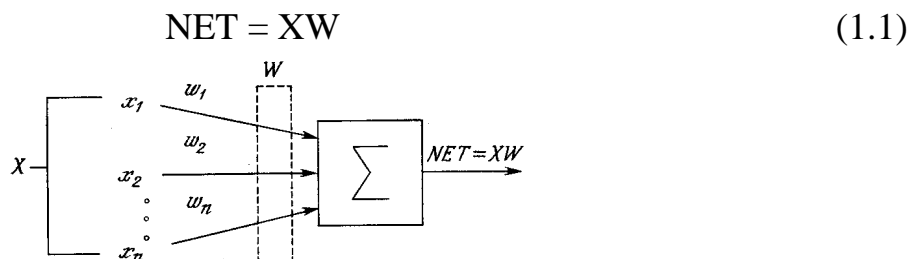 NET = XW (1.1)
W
x₁ w₁
w₂
X x₂ Σ NET=XW
wₙ
xₙ